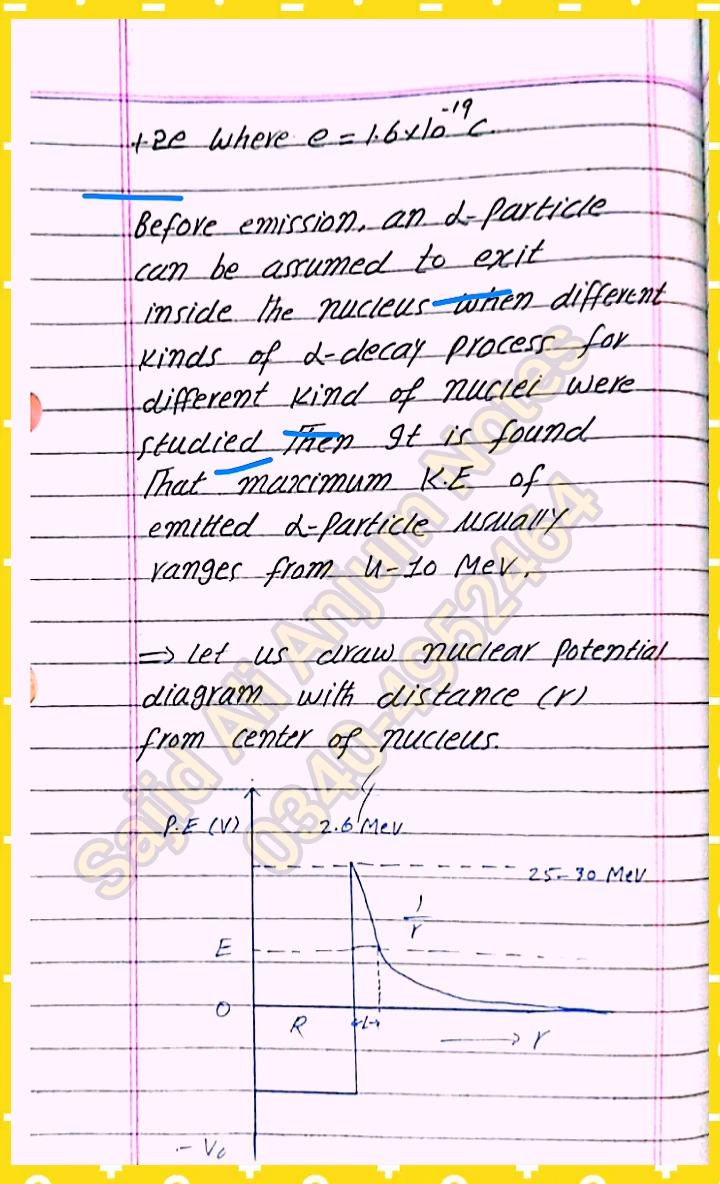 +2e where e = 1.6x10^-19 C.
Before emission, an α-particle
can be assumed to exit
inside the nucleus when different
kinds of α-decay process for
different kind of nuclei were
studied Then It is found
That maximum K.E of
emitted α-particle usually
ranges from 4-10 MeV.
=> let us draw nuclear potential
diagram with distance (r)
from center of nucleus.
P.E (V) 2.6 MeV
25-30 MeV
1/r
E
O
R
L
→ r
- V₀
Sajid Ali Anjum Notes
0340-4952464